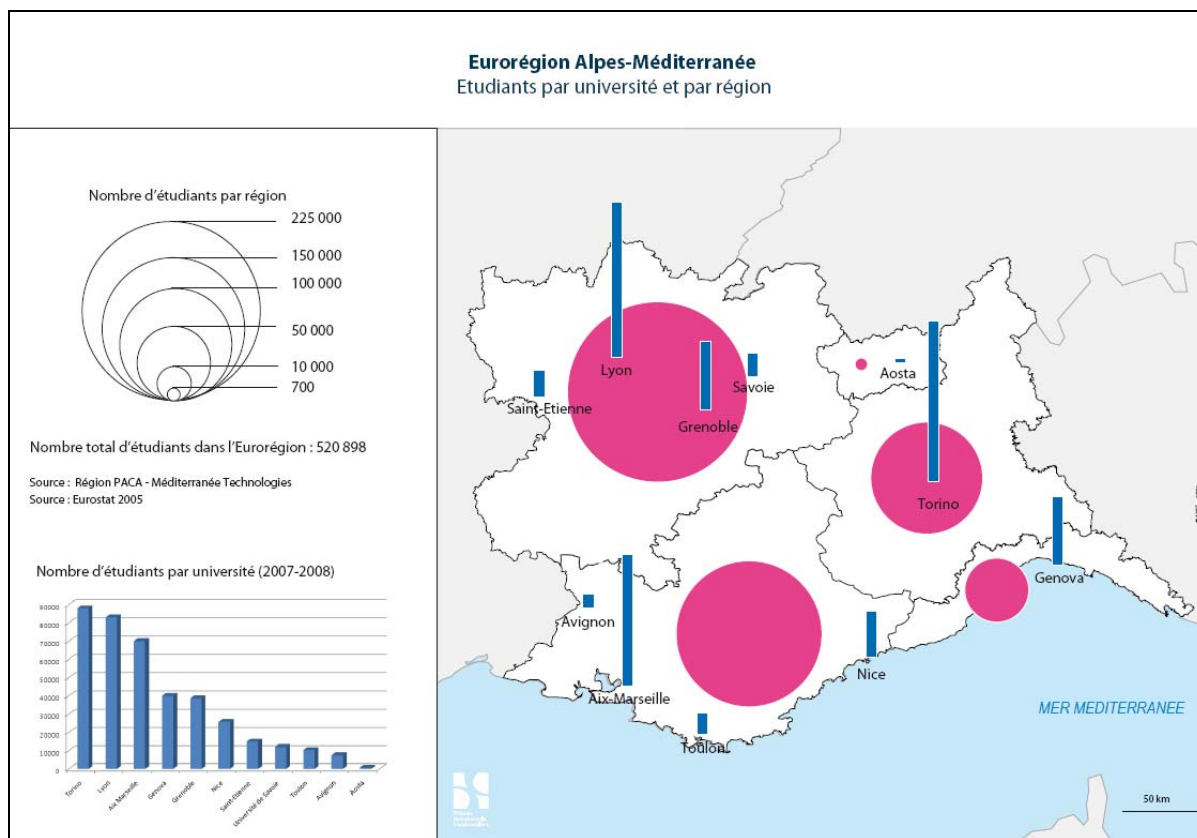 Eurorégion Alpes-Méditerranée
Etudiants par université et par région
Nombre d'étudiants par région
225 000
150 000
100 000
50 000
10 000
700
Nombre total d'étudiants dans l'Eurorégion : 520 898
Source : Région PACA - Méditerranée Technologies
Source : Eurostat 2005
Nombre d'étudiants par université (2007-2008)
90000
80000
70000
60000
50000
40000
30000
20000
10000
0
Torino
Lyon
Aix Marseille
Genova
Grenoble
Nice
Saint-Etienne
Université de Savoie
Toulon
Avignon
Aosta
Lyon
Saint-Etienne
Grenoble
Savoie
Aosta
Torino
Genova
Avignon
Aix-Marseille
Toulon
Nice
MER MEDITERRANEE
50 km